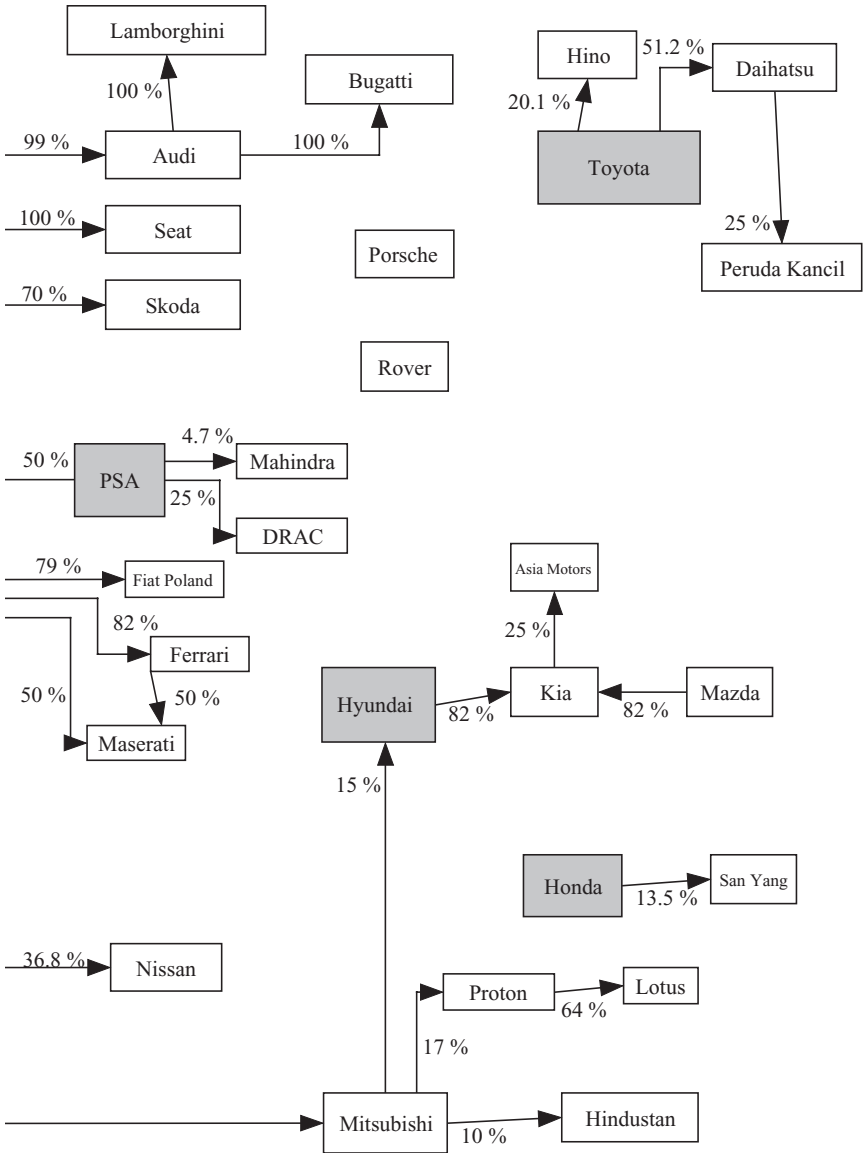 Lamborghini
100 %
Bugatti
99 %
Audi
100 %
100 %
Seat
70 %
Skoda
Porsche
Rover
Hino
20.1 %
51.2 %
Daihatsu
Toyota
25 %
Peruda Kancil
50 %
PSA
4.7 %
Mahindra
25 %
DRAC
79 %
Fiat Poland
82 %
Ferrari
50 %
50 %
Maserati
Asia Motors
25 %
Hyundai
82 %
Kia
82 %
Mazda
15 %
Honda
13.5 %
San Yang
36.8 %
Nissan
Proton
64 %
Lotus
17 %
Mitsubishi
10 %
Hindustan